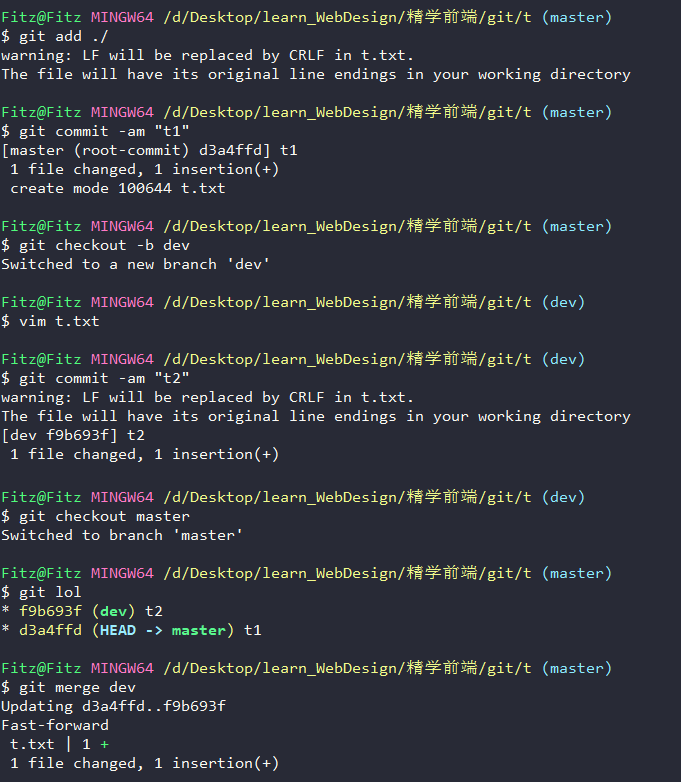 Fitz@Fitz MINGW64 /d/Desktop/learn_WebDesign/精学前端/git/t (master)
$ git add ./
warning: LF will be replaced by CRLF in t.txt.
The file will have its original line endings in your working directory
Fitz@Fitz MINGW64 /d/Desktop/learn_WebDesign/精学前端/git/t (master)
$ git commit -am "t1"
[master (root-commit) d3a4ffd] t1
 1 file changed, 1 insertion(+)
 create mode 100644 t.txt
Fitz@Fitz MINGW64 /d/Desktop/learn_WebDesign/精学前端/git/t (master)
$ git checkout -b dev
Switched to a new branch 'dev'
Fitz@Fitz MINGW64 /d/Desktop/learn_WebDesign/精学前端/git/t (dev)
$ vim t.txt
Fitz@Fitz MINGW64 /d/Desktop/learn_WebDesign/精学前端/git/t (dev)
$ git commit -am "t2"
warning: LF will be replaced by CRLF in t.txt.
The file will have its original line endings in your working directory
[dev f9b693f] t2
 1 file changed, 1 insertion(+)
Fitz@Fitz MINGW64 /d/Desktop/learn_WebDesign/精学前端/git/t (dev)
$ git checkout master
Switched to branch 'master'
Fitz@Fitz MINGW64 /d/Desktop/learn_WebDesign/精学前端/git/t (master)
$ git lol
* f9b693f (dev) t2
* d3a4ffd (HEAD -> master) t1
Fitz@Fitz MINGW64 /d/Desktop/learn_WebDesign/精学前端/git/t (master)
$ git merge dev
Updating d3a4ffd..f9b693f
Fast-forward
 t.txt | 1 +
 1 file changed, 1 insertion(+)